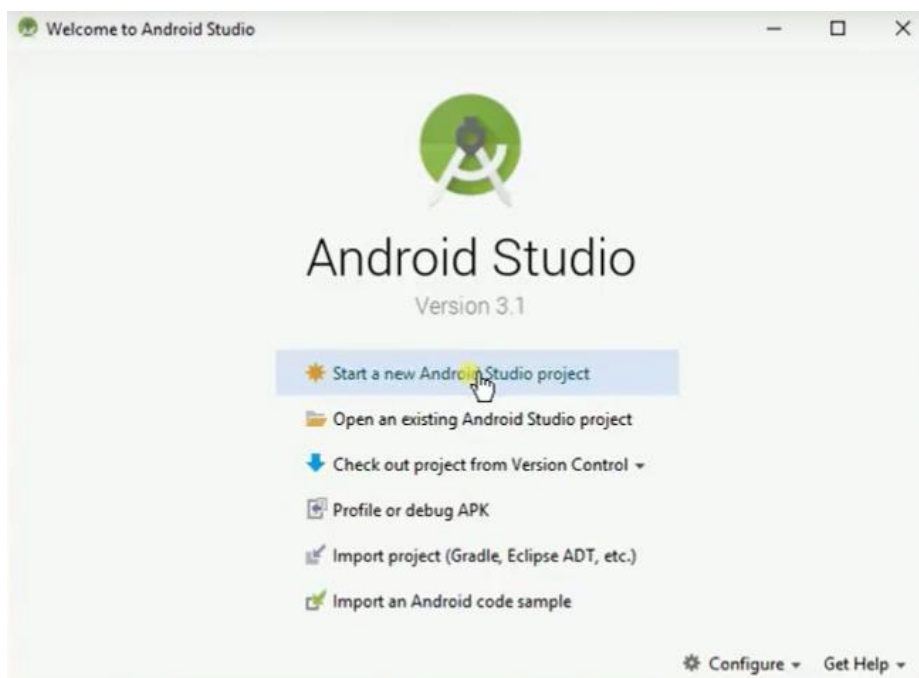 Welcome to Android Studio
Android Studio
Version 3.1
Start a new Android Studio project
Open an existing Android Studio project
Check out project from Version Control
Profile or debug APK
Import project (Gradle, Eclipse ADT, etc.)
Import an Android code sample
Configure Get Help